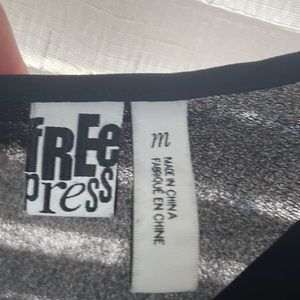 fREe
press
m
MADE IN CHINA
FABRIQUÉ EN CHINE